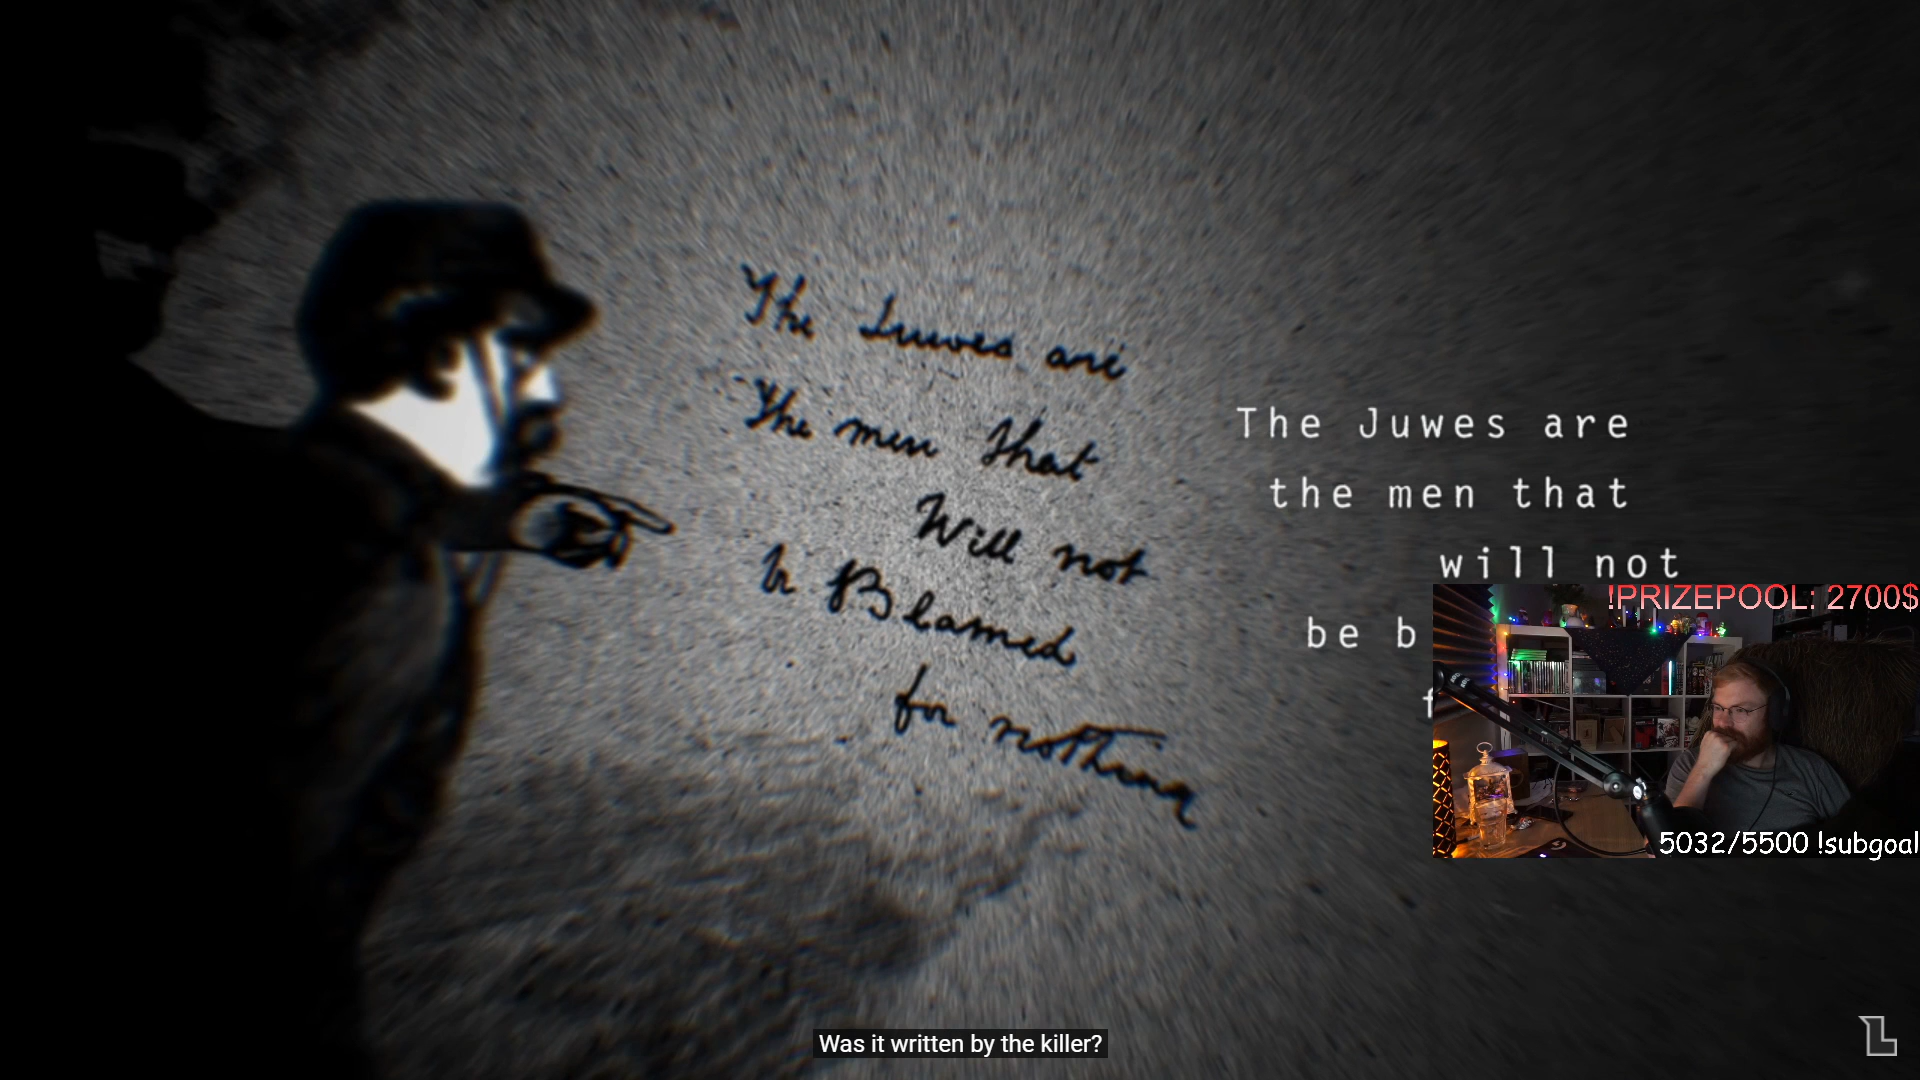 The Juwes are
The men that
Will not
be Blamed
for nothing
The Juwes are
the men that
will not
be b
f
!PRIZEPOOL: 2700$
5032/5500 !subgoal
Was it written by the killer?
L